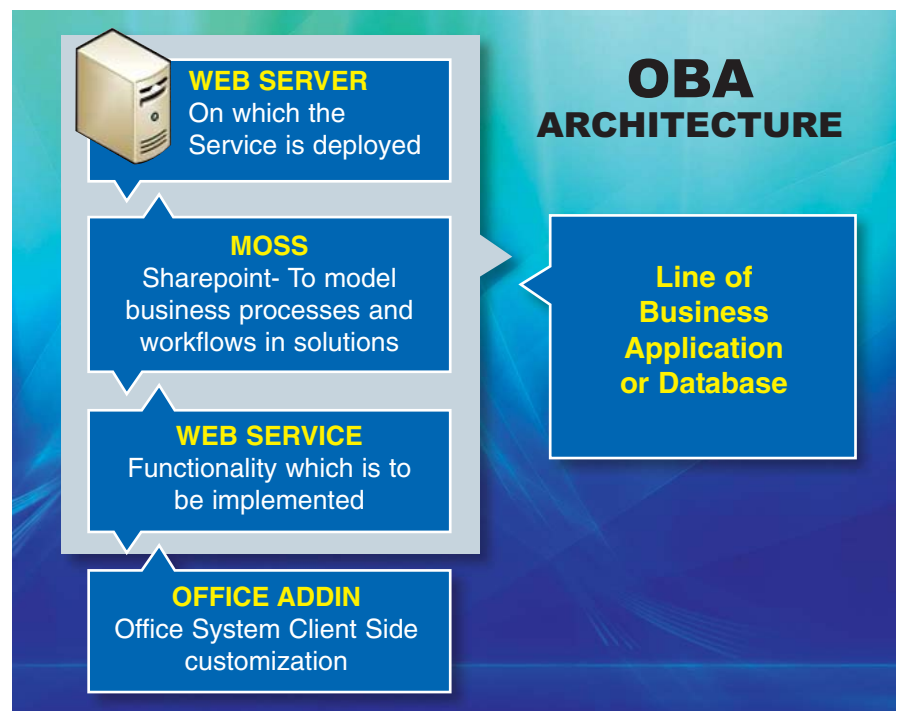 WEB SERVER
On which the
Service is deployed
MOSS
Sharepoint- To model
business processes and
workflows in solutions
WEB SERVICE
Functionality which is to
be implemented
OFFICE ADDIN
Office System Client Side
customization
OBA
ARCHITECTURE
Line of
Business
Application
or Database